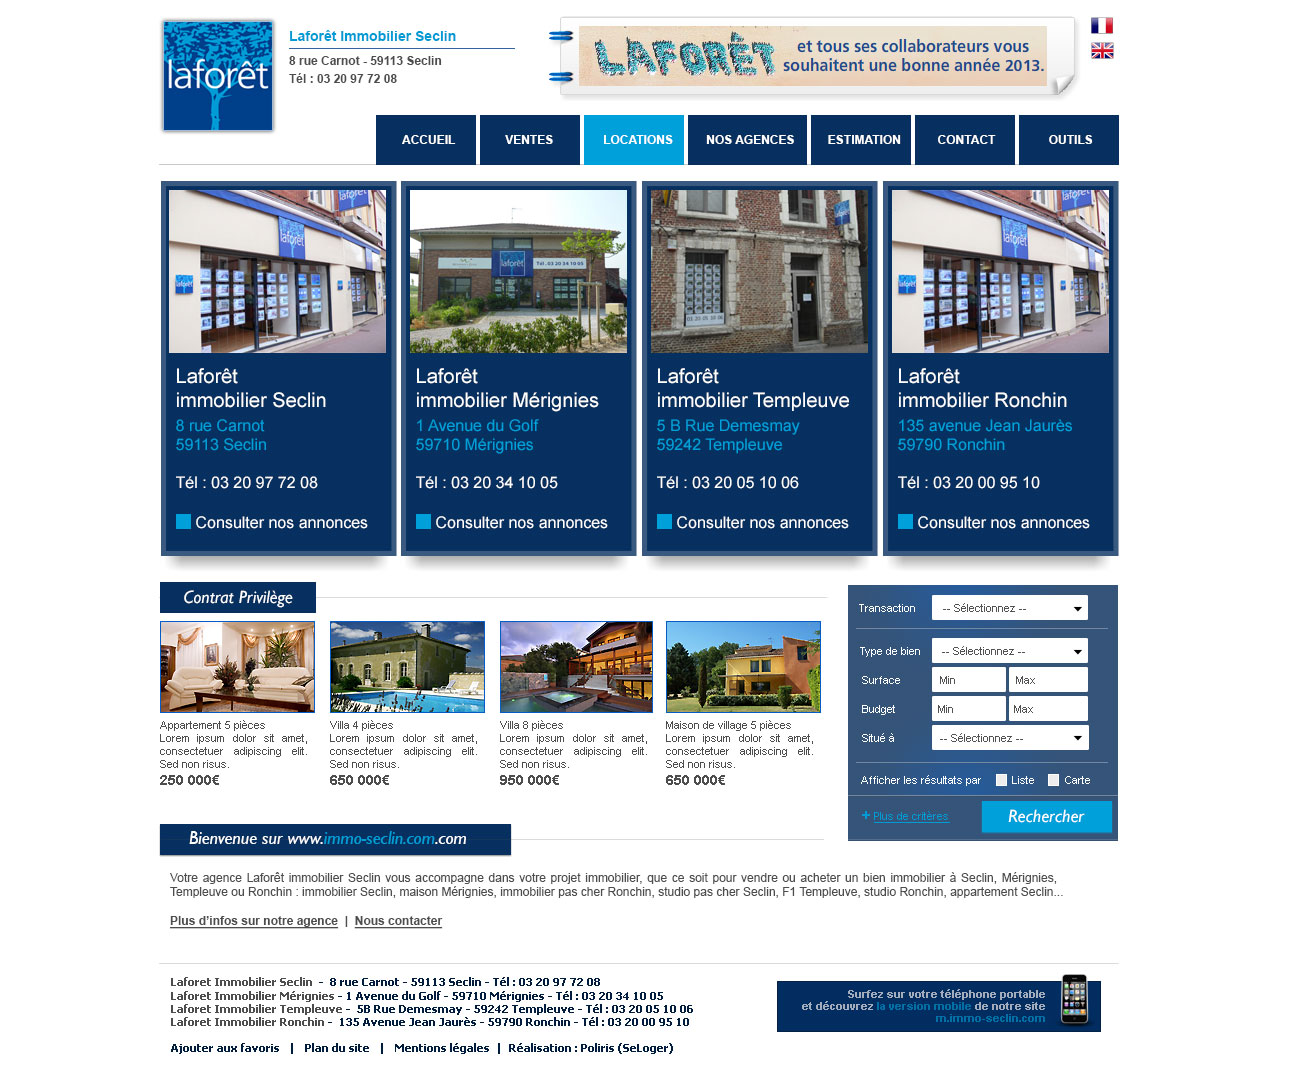 laforêt
Laforêt Immobilier Seclin
8 rue Carnot - 59113 Seclin
Tél : 03 20 97 72 08
LAFORÊT
et tous ses collaborateurs vous
souhaitent une bonne année 2013.
ACCUEIL VENTES LOCATIONS NOS AGENCES ESTIMATION CONTACT OUTILS
laforêt
laforêt
Tél : 03 20 34 10 05
03 20 05 10 06
laforêt
Laforêt
immobilier Seclin
8 rue Carnot
59113 Seclin
Tél : 03 20 97 72 08
Consulter nos annonces
Laforêt
immobilier Mérignies
1 Avenue du Golf
59710 Mérignies
Tél : 03 20 34 10 05
Consulter nos annonces
Laforêt
immobilier Templeuve
5 B Rue Demesmay
59242 Templeuve
Tél : 03 20 05 10 06
Consulter nos annonces
Laforêt
immobilier Ronchin
135 avenue Jean Jaurès
59790 Ronchin
Tél : 03 20 00 95 10
Consulter nos annonces
Contrat Privilège
Appartement 5 pièces
Lorem ipsum dolor sit amet,
consectetuer adipiscing elit.
Sed non risus.
250 000€
Villa 4 pièces
Lorem ipsum dolor sit amet,
consectetuer adipiscing elit.
Sed non risus.
650 000€
Villa 8 pièces
Lorem ipsum dolor sit amet,
consectetuer adipiscing elit.
Sed non risus.
950 000€
Maison de village 5 pièces
Lorem ipsum dolor sit amet,
consectetuer adipiscing elit.
Sed non risus.
650 000€
Transaction -- Sélectionnez --
Type de bien -- Sélectionnez --
Surface Min Max
Budget Min Max
Situé à -- Sélectionnez --
Afficher les résultats par Liste Carte
+ Plus de critères Rechercher
Bienvenue sur www.immo-seclin.com.com
Votre agence Laforêt immobilier Seclin vous accompagne dans votre projet immobilier, que ce soit pour vendre ou acheter un bien immobilier à Seclin, Mérignies,
Templeuve ou Ronchin : immobilier Seclin, maison Mérignies, immobilier pas cher Ronchin, studio pas cher Seclin, F1 Templeuve, studio Ronchin, appartement Seclin...
Plus d'infos sur notre agence | Nous contacter
Laforet Immobilier Seclin - 8 rue Carnot - 59113 Seclin - Tél : 03 20 97 72 08
Laforet Immobilier Mérignies - 1 Avenue du Golf - 59710 Mérignies - Tél : 03 20 34 10 05
Laforet Immobilier Templeuve - 5B Rue Demesmay - 59242 Templeuve - Tél : 03 20 05 10 06
Laforet Immobilier Ronchin - 135 Avenue Jean Jaurès - 59790 Ronchin - Tél : 03 20 00 95 10
Ajouter aux favoris | Plan du site | Mentions légales | Réalisation : Poliris (SeLoger)
Surfez sur votre téléphone portable
et découvrez la version mobile de notre site
m.immo-seclin.com